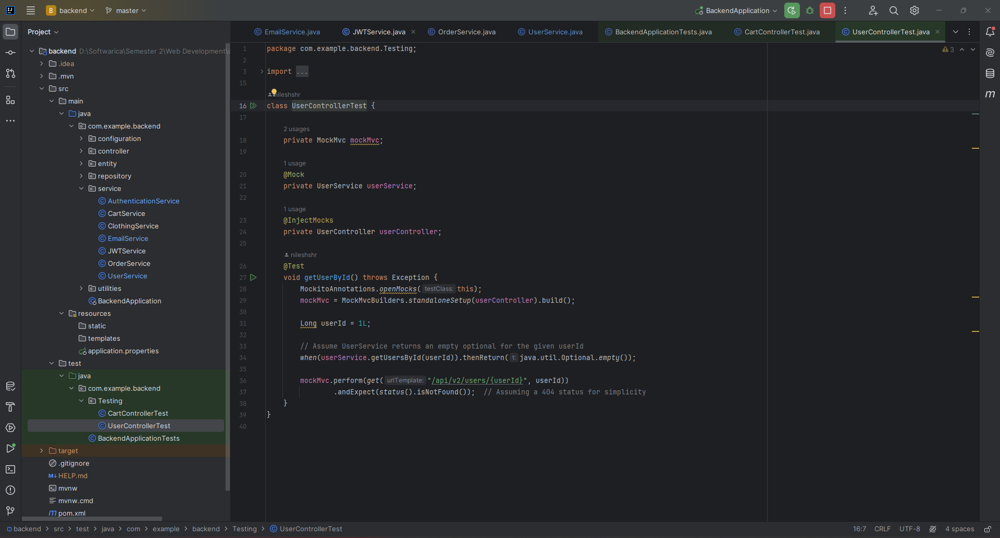 B backend master BackendApplication
Project
EmailService.java JWTService.java OrderService.java UserService.java BackendApplicationTests.java CartControllerTest.java UserControllerTest.java
backend D:\Softwarica\Semester 2\Web Development\
.idea
.mvn
src
main
java
com.example.backend
configuration
controller
entity
repository
service
AuthenticationService
CartService
ClothingService
EmailService
JWTService
OrderService
UserService
utilities
BackendApplication
resources
static
templates
application.properties
test
java
com.example.backend
Testing
CartControllerTest
UserControllerTest
BackendApplicationTests
target
.gitignore
HELP.md
mvnw
mvnw.cmd
pom.xml
3
1 package com.example.backend.Testing;
2
3 import ...
15
nileshshr
16 class UserControllerTest {
17
2 usages
18 private MockMvc mockMvc;
19
1 usage
20 @Mock
21 private UserService userService;
22
1 usage
23 @InjectMocks
24 private UserController userController;
25
nileshshr
26 @Test
27 void getUserById() throws Exception {
28 MockitoAnnotations.openMocks( testClass: this);
29 mockMvc = MockMvcBuilders.standaloneSetup(userController).build();
30
31 Long userId = 1L;
32
33 // Assume UserService returns an empty optional for the given userId
34 when(userService.getUsersById(userId)).thenReturn( t: java.util.Optional.empty());
35
36 mockMvc.perform(get( urlTemplate: "/api/v2/users/{userId}", userId))
37 .andExpect(status().isNotFound()); // Assuming a 404 status for simplicity
38 }
39 }
40
backend > src > test > java > com > example > backend > Testing > UserControllerTest
16:7 CRLF UTF-8 4 spaces